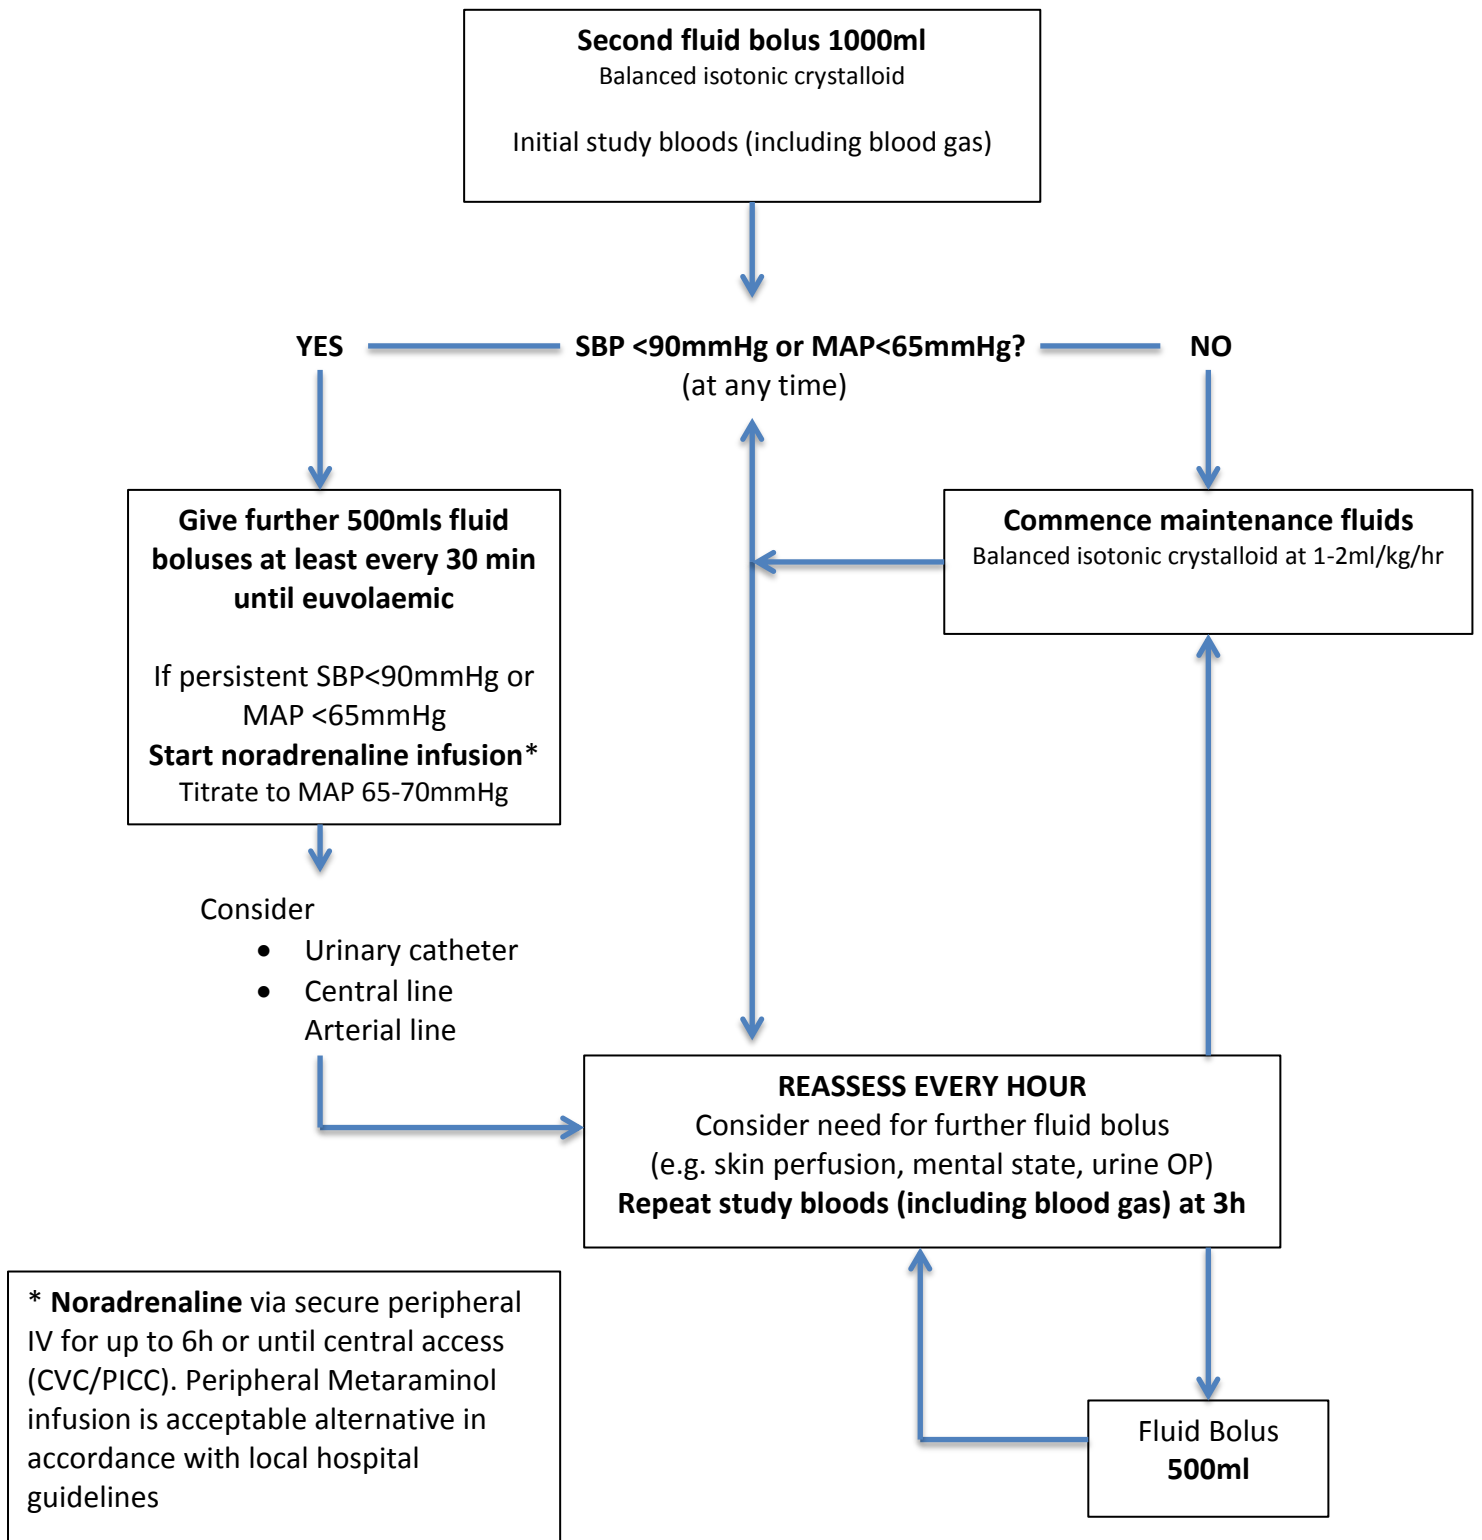 Second fluid bolus 1000ml
Balanced isotonic crystalloid
Initial study bloods (including blood gas)
YES
SBP <90mmHg or MAP<65mmHg?
NO
(at any time)
Give further 500mls fluid
boluses at least every 30 min
until euvolaemic
If persistent SBP<90mmHg or
MAP <65mmHg
Start noradrenaline infusion*
Titrate to MAP 65-70mmHg
Commence maintenance fluids
Balanced isotonic crystalloid at 1-2ml/kg/hr
Consider
• Urinary catheter
• Central line
Arterial line
REASSESS EVERY HOUR
Consider need for further fluid bolus
(e.g. skin perfusion, mental state, urine OP)
Repeat study bloods (including blood gas) at 3h
* Noradrenaline via secure peripheral
IV for up to 6h or until central access
(CVC/PICC). Peripheral Metaraminol
infusion is acceptable alternative in
accordance with local hospital
guidelines
Fluid Bolus
500ml